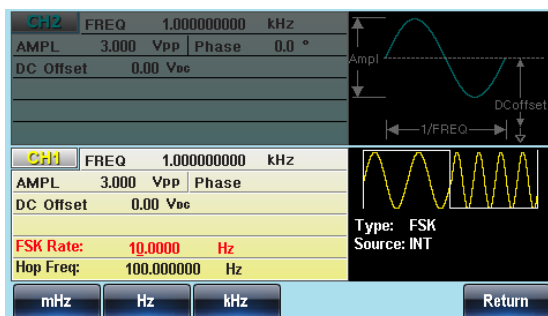 CH2 FREQ 1.000000000 kHz
AMPL 3.000 Vpp Phase 0.0 °
DC Offset 0.00 VDC
Ampl
DCoffset
1/FREQ
CH1 FREQ 1.000000000 kHz
AMPL 3.000 Vpp Phase
DC Offset 0.00 VDC
Type: FSK
Source: INT
FSK Rate: 10.0000 Hz
Hop Freq: 100.000000 Hz
mHz Hz kHz Return